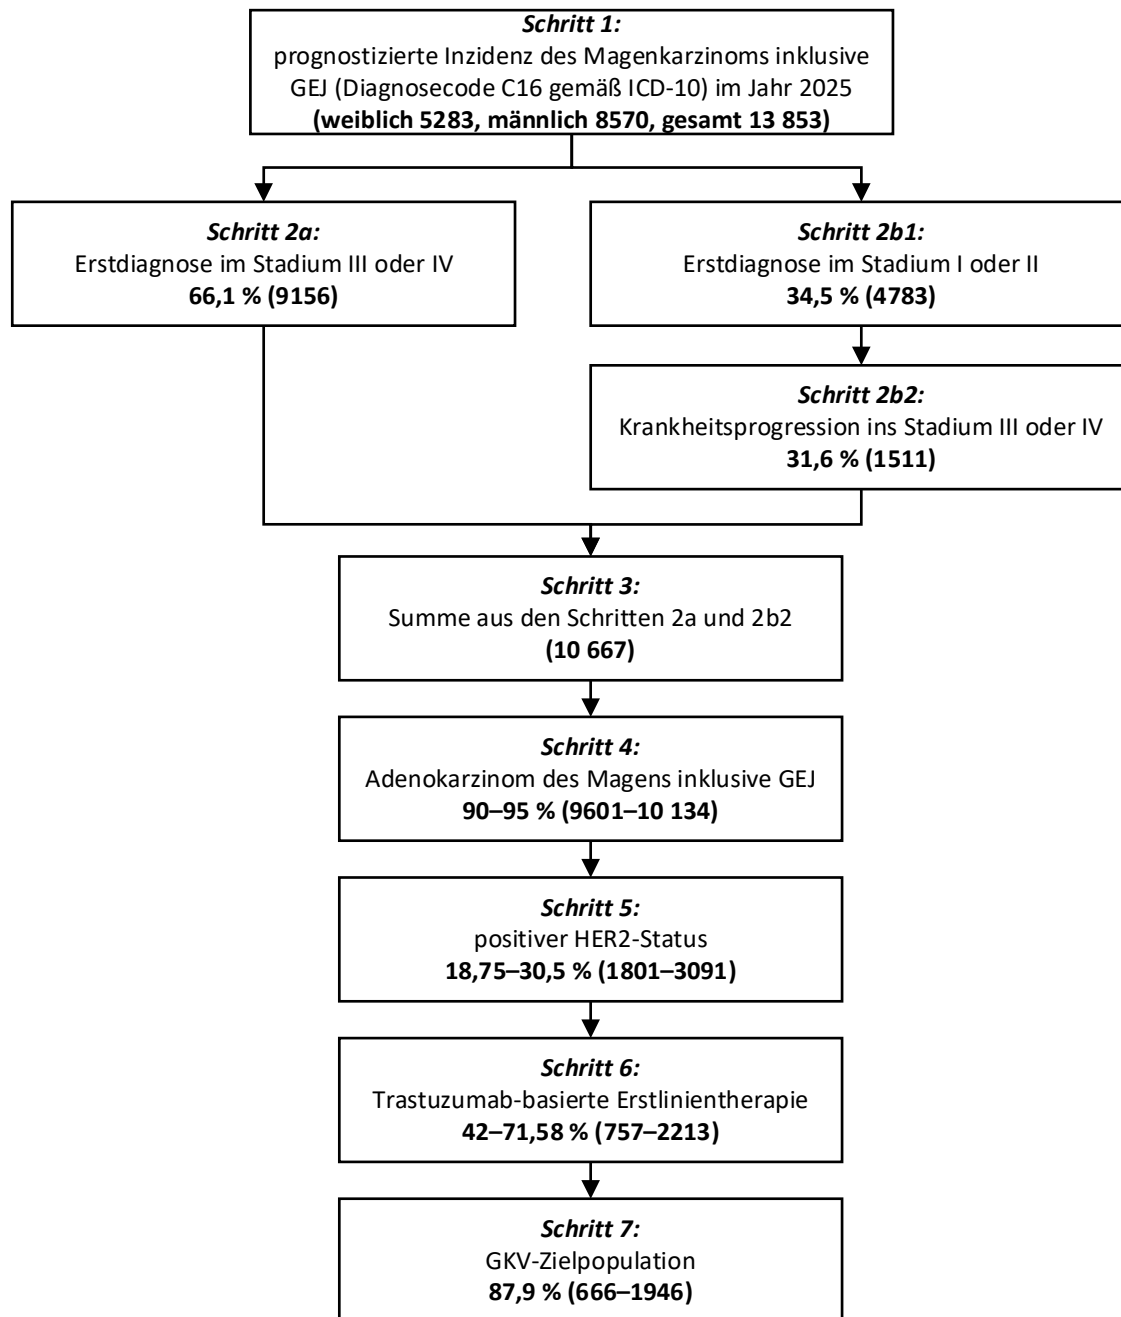 Schritt 1:
prognostizierte Inzidenz des Magenkarzinoms inklusive
GEJ (Diagnosecode C16 gemäß ICD-10) im Jahr 2025
(weiblich 5283, männlich 8570, gesamt 13 853)
Schritt 2a:
Erstdiagnose im Stadium III oder IV
66,1 % (9156)
Schritt 2b1:
Erstdiagnose im Stadium I oder II
34,5 % (4783)
Schritt 2b2:
Krankheitsprogression ins Stadium III oder IV
31,6 % (1511)
Schritt 3:
Summe aus den Schritten 2a und 2b2
(10 667)
Schritt 4:
Adenokarzinom des Magens inklusive GEJ
90–95 % (9601–10 134)
Schritt 5:
positiver HER2-Status
18,75–30,5 % (1801–3091)
Schritt 6:
Trastuzumab-basierte Erstlinientherapie
42–71,58 % (757–2213)
Schritt 7:
GKV-Zielpopulation
87,9 % (666–1946)